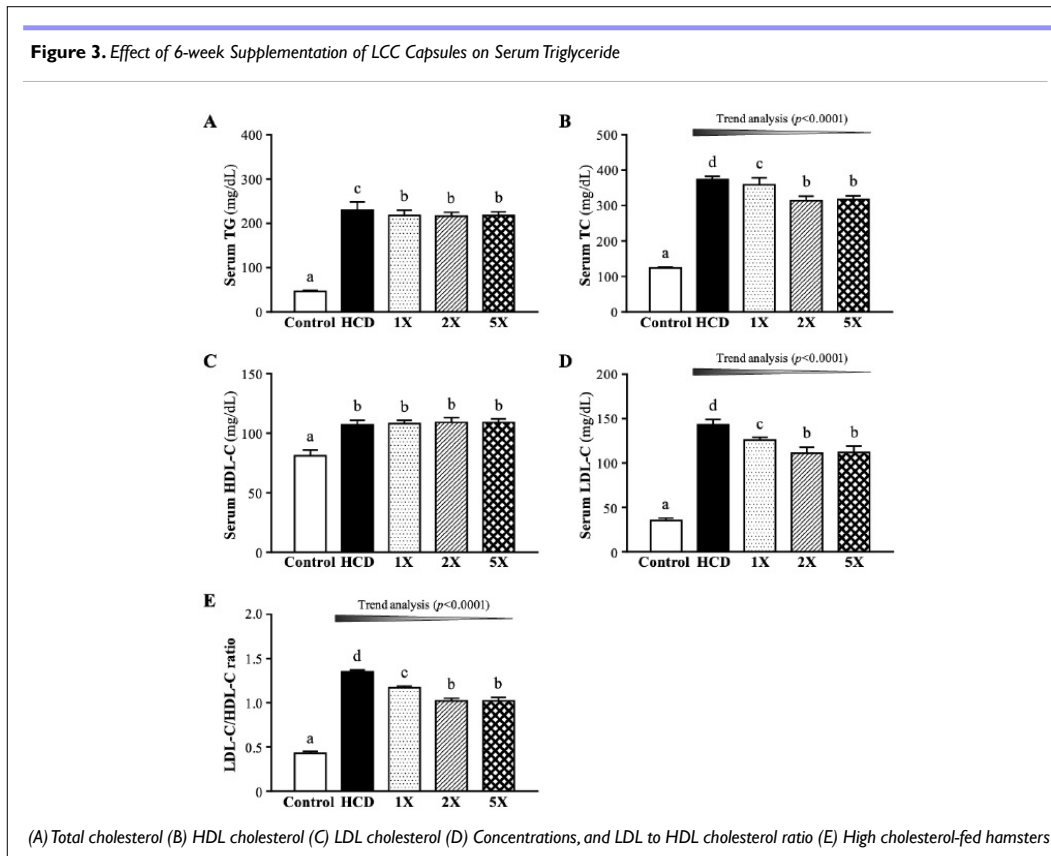 Figure 3. Effect of 6-week Supplementation of LCC Capsules on Serum Triglyceride
A
Serum TG (mg/dL)
400
300
200
100
0
a
c
b
b
b
Control HCD 1X 2X 5X
B
Trend analysis (p<0.0001)
Serum TC (mg/dL)
500
400
300
200
100
0
a
d
c
b
b
Control HCD 1X 2X 5X
C
Serum HDL-C (mg/dL)
150
100
50
0
a
b
b
b
b
Control HCD 1X 2X 5X
D
Trend analysis (p<0.0001)
Serum LDL-C (mg/dL)
200
150
100
50
0
a
d
c
b
b
Control HCD 1X 2X 5X
E
Trend analysis (p<0.0001)
LDL-C/HDL-C ratio
2.0
1.5
1.0
0.5
0
a
d
c
b
b
Control HCD 1X 2X 5X
(A) Total cholesterol (B) HDL cholesterol (C) LDL cholesterol (D) Concentrations, and LDL to HDL cholesterol ratio (E) High cholesterol-fed hamsters